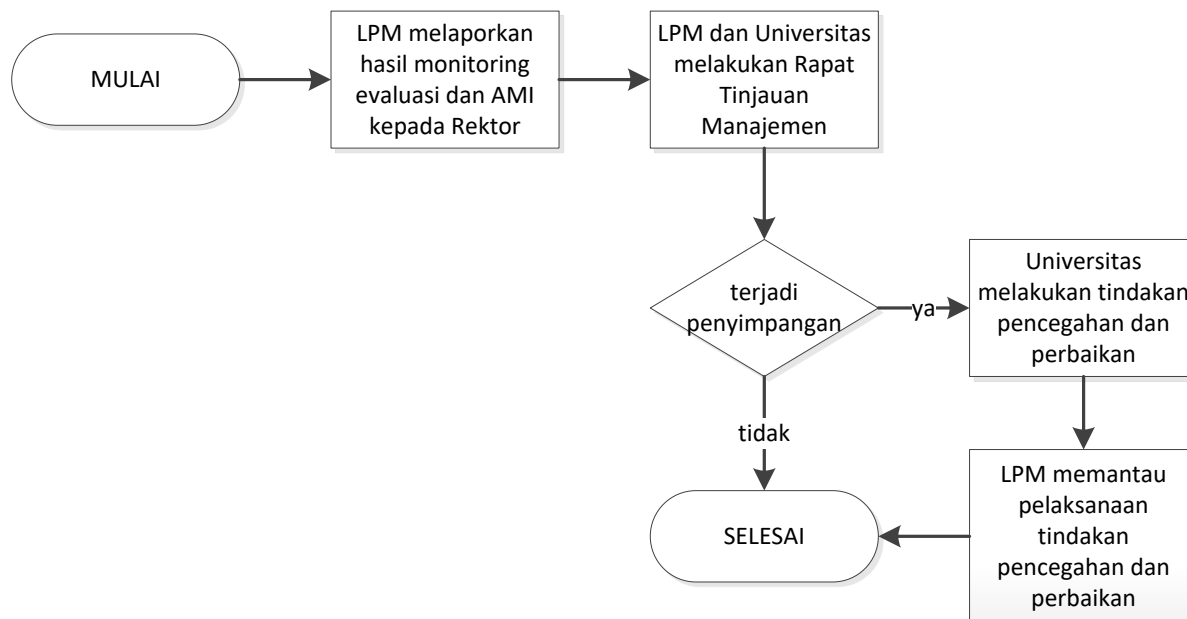 MULAI
LPM melaporkan
hasil monitoring
evaluasi dan AMI
kepada Rektor
LPM dan Universitas
melakukan Rapat
Tinjauan
Manajemen
terjadi
penyimpangan
ya
Universitas
melakukan tindakan
pencegahan dan
perbaikan
tidak
LPM memantau
pelaksanaan
tindakan
pencegahan dan
perbaikan
SELESAI